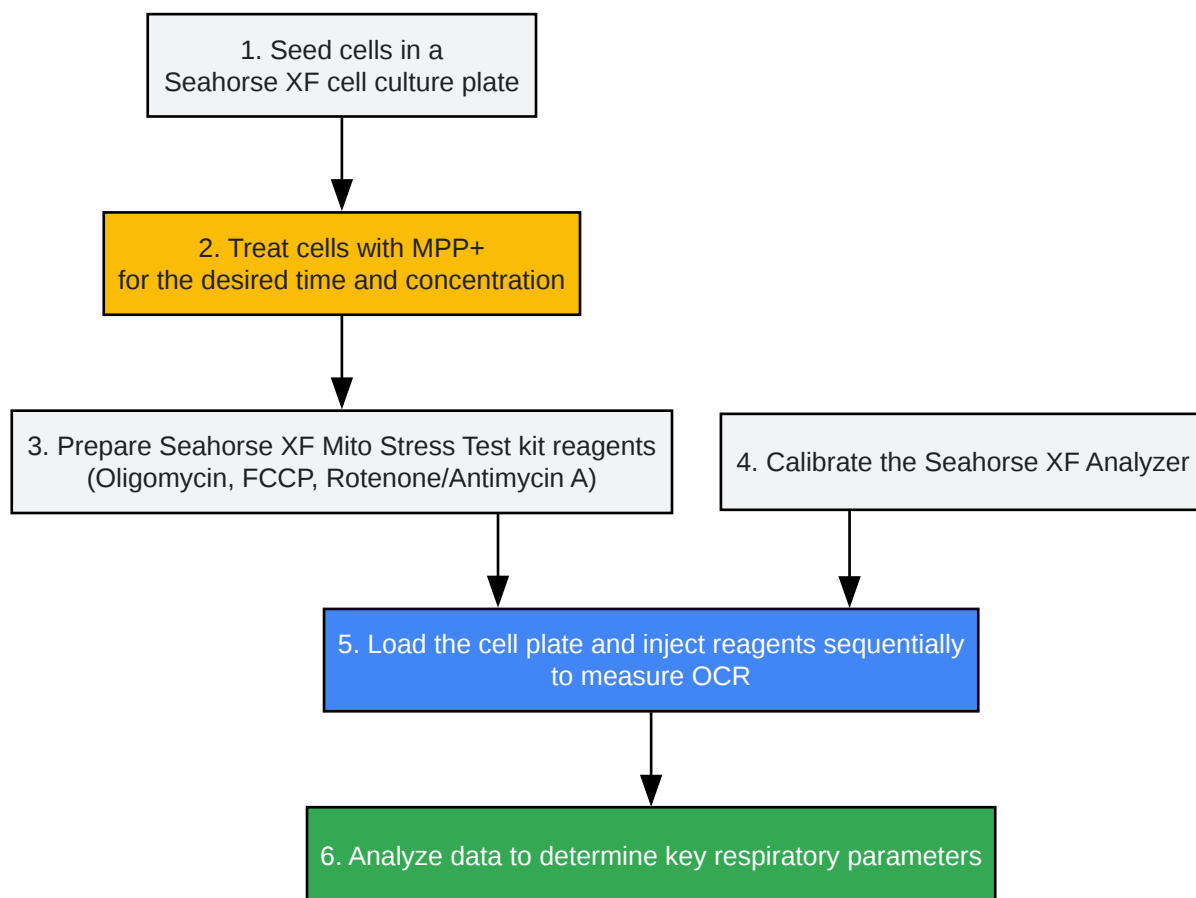 1. Seed cells in a
Seahorse XF cell culture plate
2. Treat cells with MPP+
for the desired time and concentration
3. Prepare Seahorse XF Mito Stress Test kit reagents
(Oligomycin, FCCP, Rotenone/Antimycin A)
4. Calibrate the Seahorse XF Analyzer
5. Load the cell plate and inject reagents sequentially
to measure OCR
6. Analyze data to determine key respiratory parameters